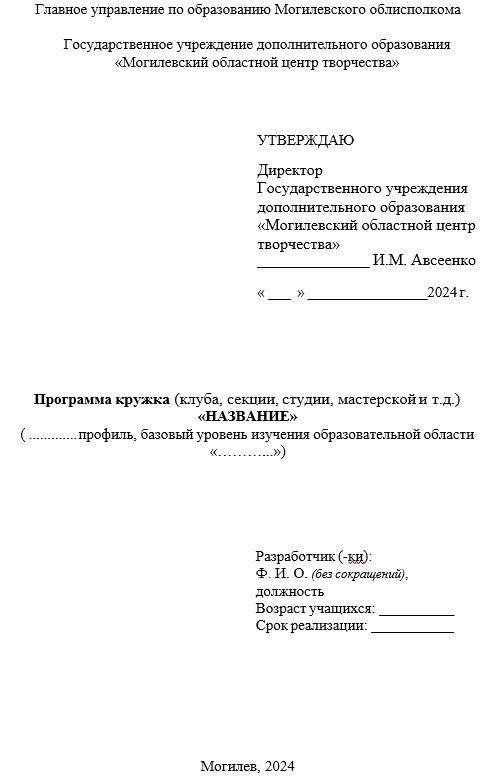 Главное управление по образованию Могилевского облисполкома
Государственное учреждение дополнительного образования
«Могилевский областной центр творчества»
УТВЕРЖДАЮ
Директор
Государственного учреждения
дополнительного образования
«Могилевский областной центр
творчества»
_______________ И.М. Авсеенко
« ___ » ________________2024 г.
Программа кружка (клуба, секции, студии, мастерской и т.д.)
«НАЗВАНИЕ»
( .............профиль, базовый уровень изучения образовательной области
«………...»)
Разработчик (-ки):
Ф. И. О. (без сокращений),
должность
Возраст учащихся: __________
Срок реализации: ___________
Могилев, 2024